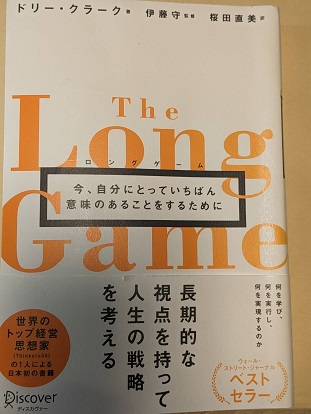 ドリー・クラーク 著
伊藤守 監修
桜田直美 訳
The
Long
ロングゲーム
今、自分にとっていちばん
意味のあることをするために
Game
長期的な
視点を持って
人生の戦略
を考える
何を学び、
何を実行し、
何を実現するのか
世界の
トップ経営
思想家
(Thinkers50)
の1人による
日本初の書籍
ウォール・
ストリート・ジャーナル
ベスト
セラー
Discover
ディスカヴァー